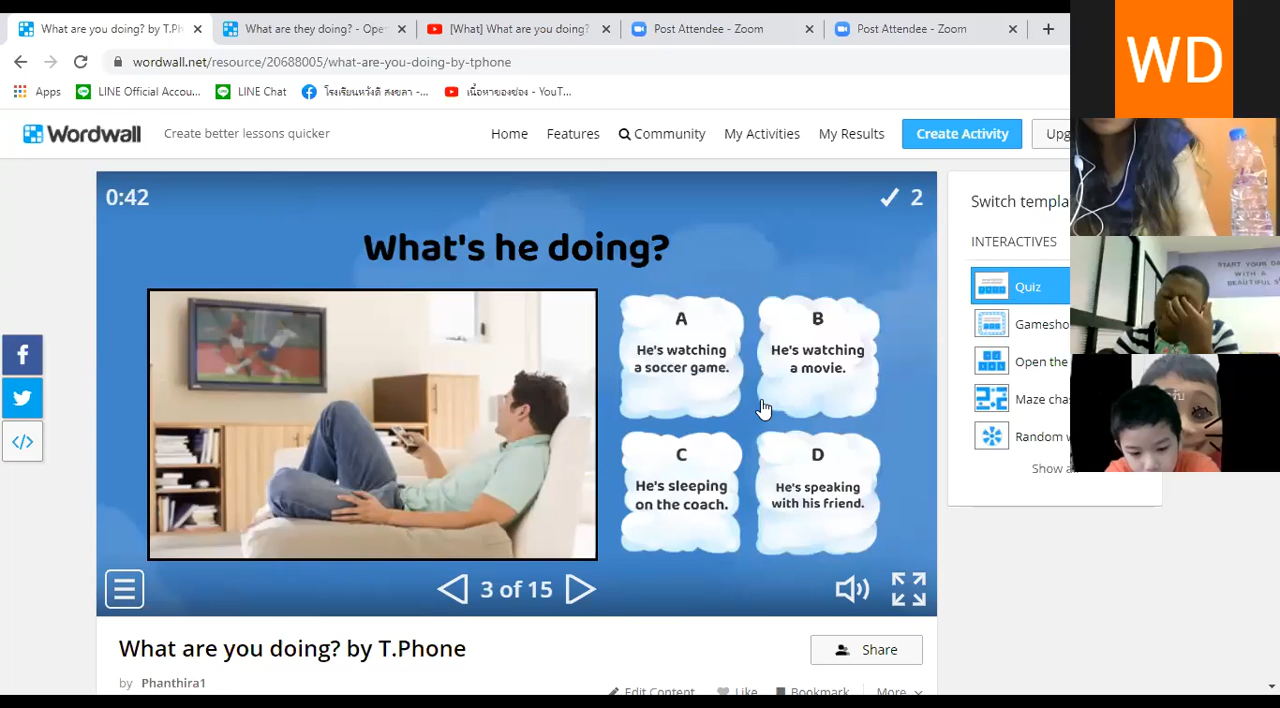 What are you doing? by T.Ph
What are they doing? - Ope
[What] What are you doing?
Post Attendee - Zoom
Post Attendee - Zoom
wordwall.net/resource/20688005/what-are-you-doing-by-tphone
Apps
LINE Official Accou...
LINE Chat
โรงเรียนหวังดี สงขลา -...
เนื้อหาของช่อง - YouT...
WD
Wordwall
Create better lessons quicker
Home
Features
Community
My Activities
My Results
Create Activity
Upg
0:42
2
What's he doing?
A
He's watching
a soccer game.
B
He's watching
a movie.
C
He's sleeping
on the coach.
D
He's speaking
with his friend.
3 of 15
Switch templa
INTERACTIVES
Quiz
Gamesho
Open the
Maze cha
Random w
Show a
START YOUR DA
WITH A
BEAUTIFUL S
What are you doing? by T.Phone
Share
by Phanthira1
Edit Content
Like
Bookmark
More